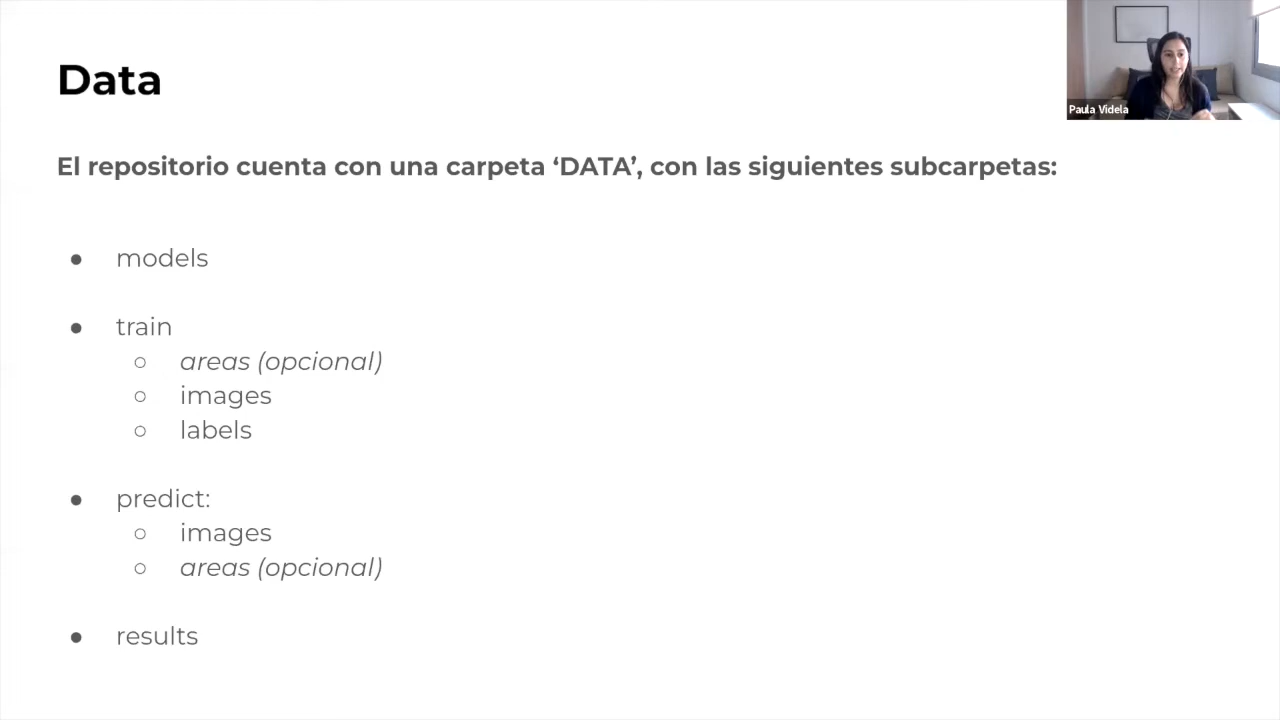 Data
Paula Videla
El repositorio cuenta con una carpeta ‘DATA’, con las siguientes subcarpetas:
● models
● train
○ areas (opcional)
○ images
○ labels
● predict:
○ images
○ areas (opcional)
● results